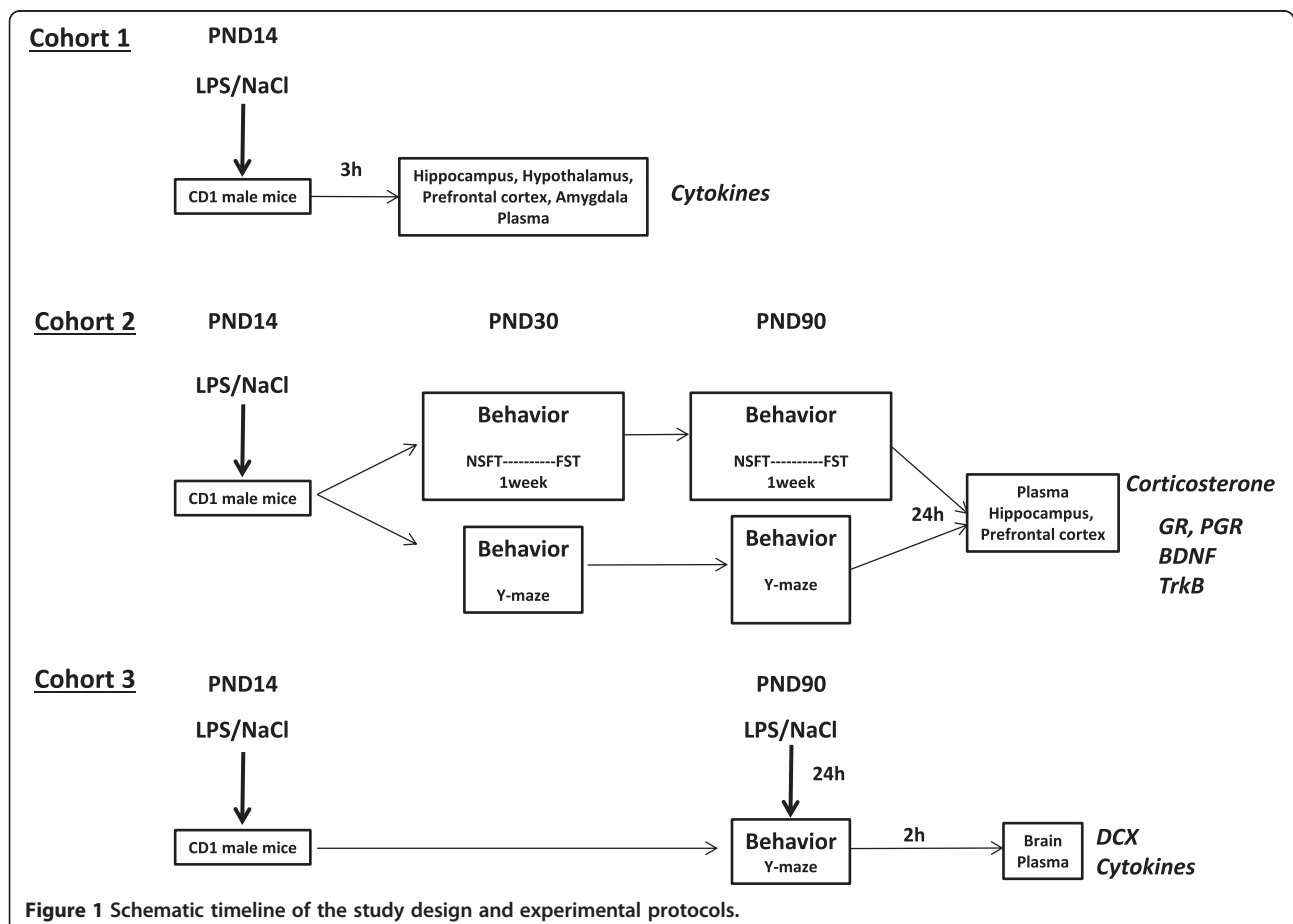 Cohort 1
PND14
LPS/NaCl
CD1 male mice
3h
Hippocampus, Hypothalamus,
Prefrontal cortex, Amygdala
Plasma
Cytokines
Cohort 2
PND14
PND30
PND90
LPS/NaCl
CD1 male mice
Behavior
NSFT----------FST
1week
Behavior
NSFT----------FST
1week
Behavior
Y-maze
Behavior
Y-maze
24h
Plasma
Hippocampus,
Prefrontal cortex
Corticosterone
GR, PGR
BDNF
TrkB
Cohort 3
PND14
PND90
LPS/NaCl
LPS/NaCl
24h
CD1 male mice
Behavior
Y-maze
2h
Brain
Plasma
DCX
Cytokines
Figure 1 Schematic timeline of the study design and experimental protocols.